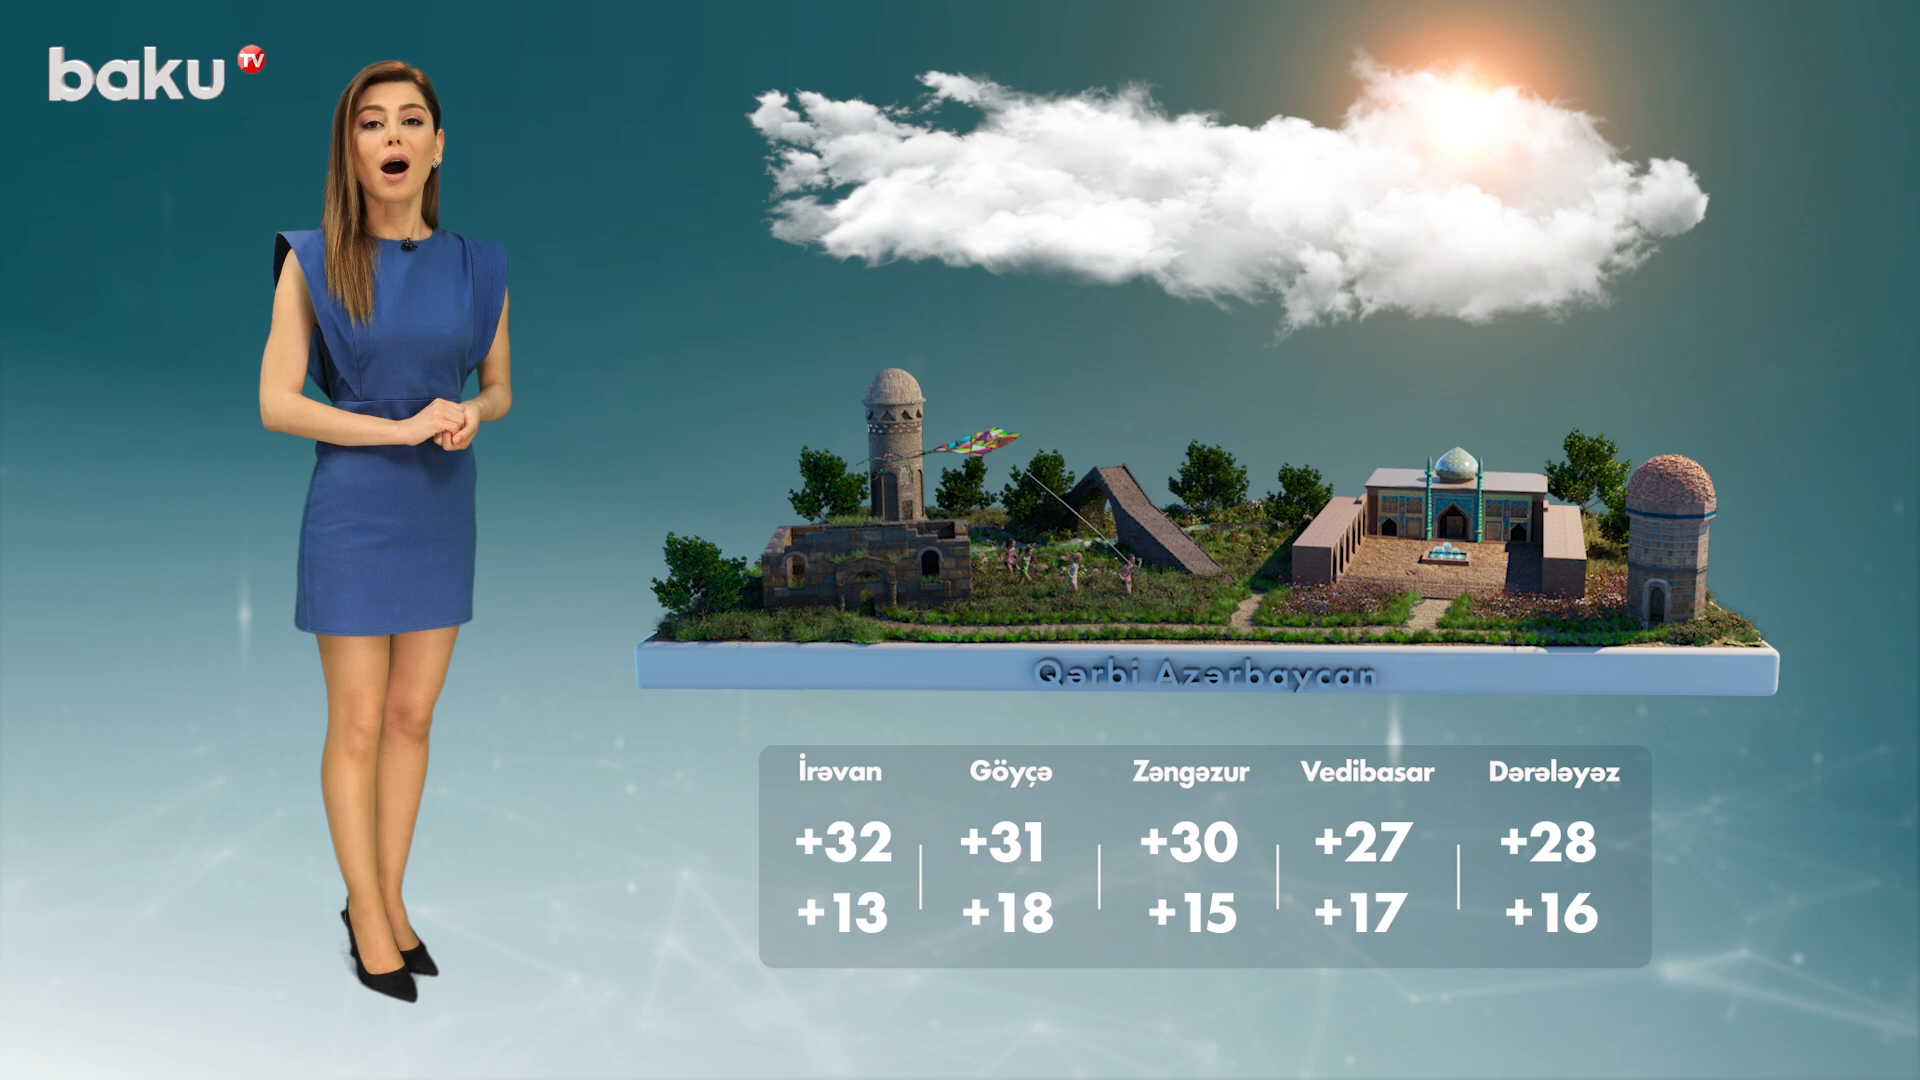 baku TV
Qərbi Azərbaycan
İrəvan Göyçə Zəngəzur Vedibasar Dərələyəz
+32 +31 +30 +27 +28
+13 +18 +15 +17 +16